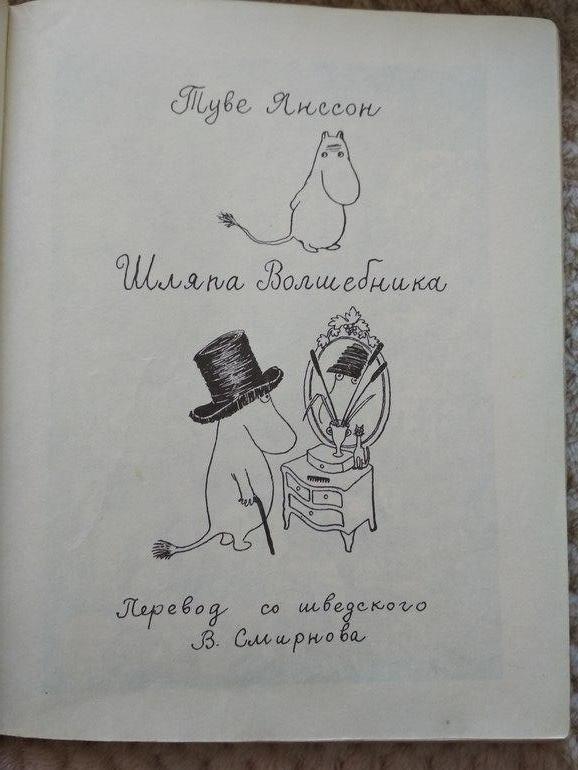 Туве Янссон
Шляпа Волшебника
Перевод со шведского
В. Смирнова